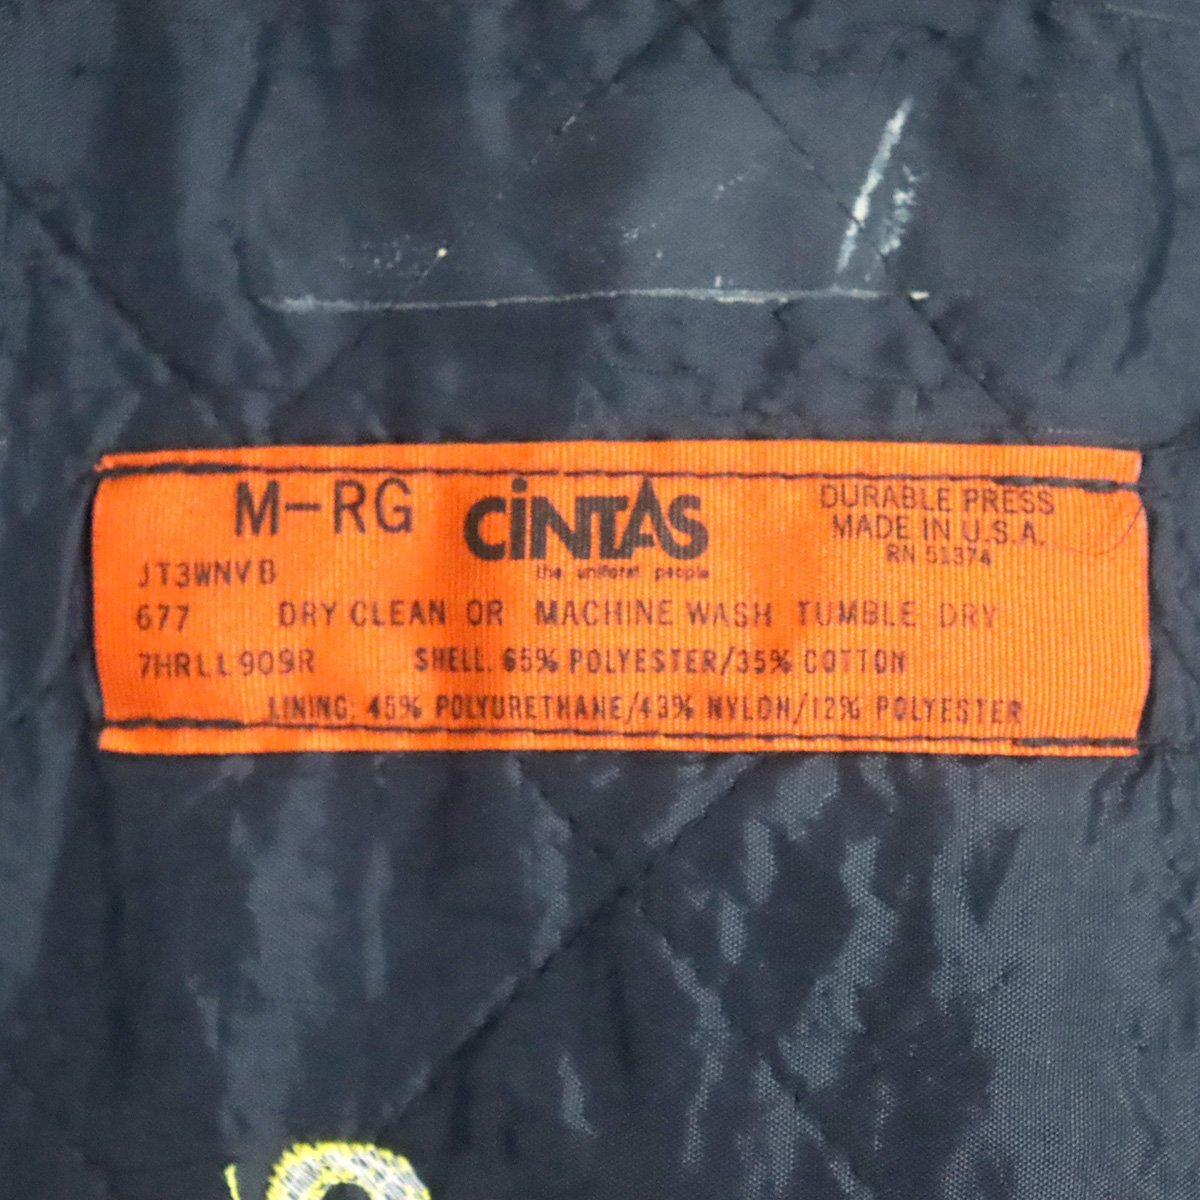 M-RG CiNTAS DURABLE PRESS
MADE IN U.S.A.
RN 51374
the uniform people
JT3WNVB
677 DRY CLEAN OR MACHINE WASH TUMBLE DRY
7HRLL909R SHELL. 65% POLYESTER/35% COTTON
LINING: 45% POLYURETHANE/43% NYLON/12% POLYESTER